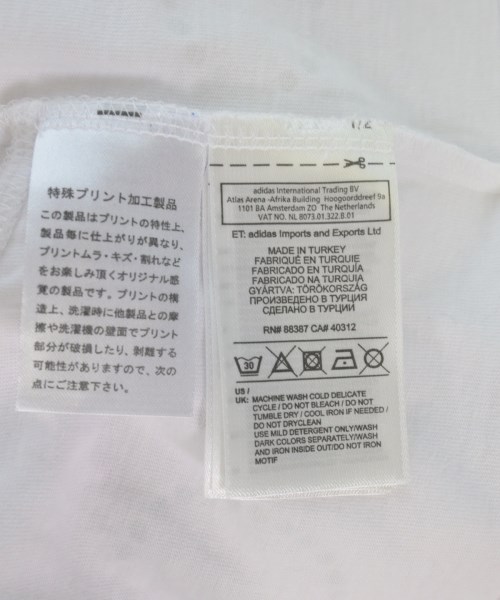 特殊プリント加工製品
この製品はプリントの特性上、
製品毎に仕上がりが異なり、
プリントムラ・キズ・割れなど
をお楽しみ頂くオリジナル感
覚の製品です。プリントの構
造上、洗濯時に他製品との摩
擦や洗濯機の壁面でプリント
部分が破損したり、剥離する
可能性がありますので、次の
点にご注意下さい。
1/2
adidas International Trading BV
Atlas Arena -Afrika Building Hoogoorddreef 9a
1101 BA Amsterdam ZO The Netherlands
VAT NO. NL 8073.01.322.B.01
ET: adidas Imports and Exports Ltd
MADE IN TURKEY
FABRIQUÉ EN TURQUIE
FABRICADO EN TURQUÍA
FABRICADO NA TURQUIA
GYÁRTVA: TÖRÖKORSZÁG
ПРОИЗВЕДЕНО В ТУРЦИИ
СДЕЛАНО В ТУРЦИИ
RN# 88387 CA# 40312
30
US /
UK: MACHINE WASH COLD DELICATE
CYCLE / DO NOT BLEACH / DO NOT
TUMBLE DRY / COOL IRON IF NEEDED /
DO NOT DRYCLEAN
USE MILD DETERGENT ONLY/WASH
DARK COLORS SEPARATELY/WASH
AND IRON INSIDE OUT/DO NOT IRON
MOTIF